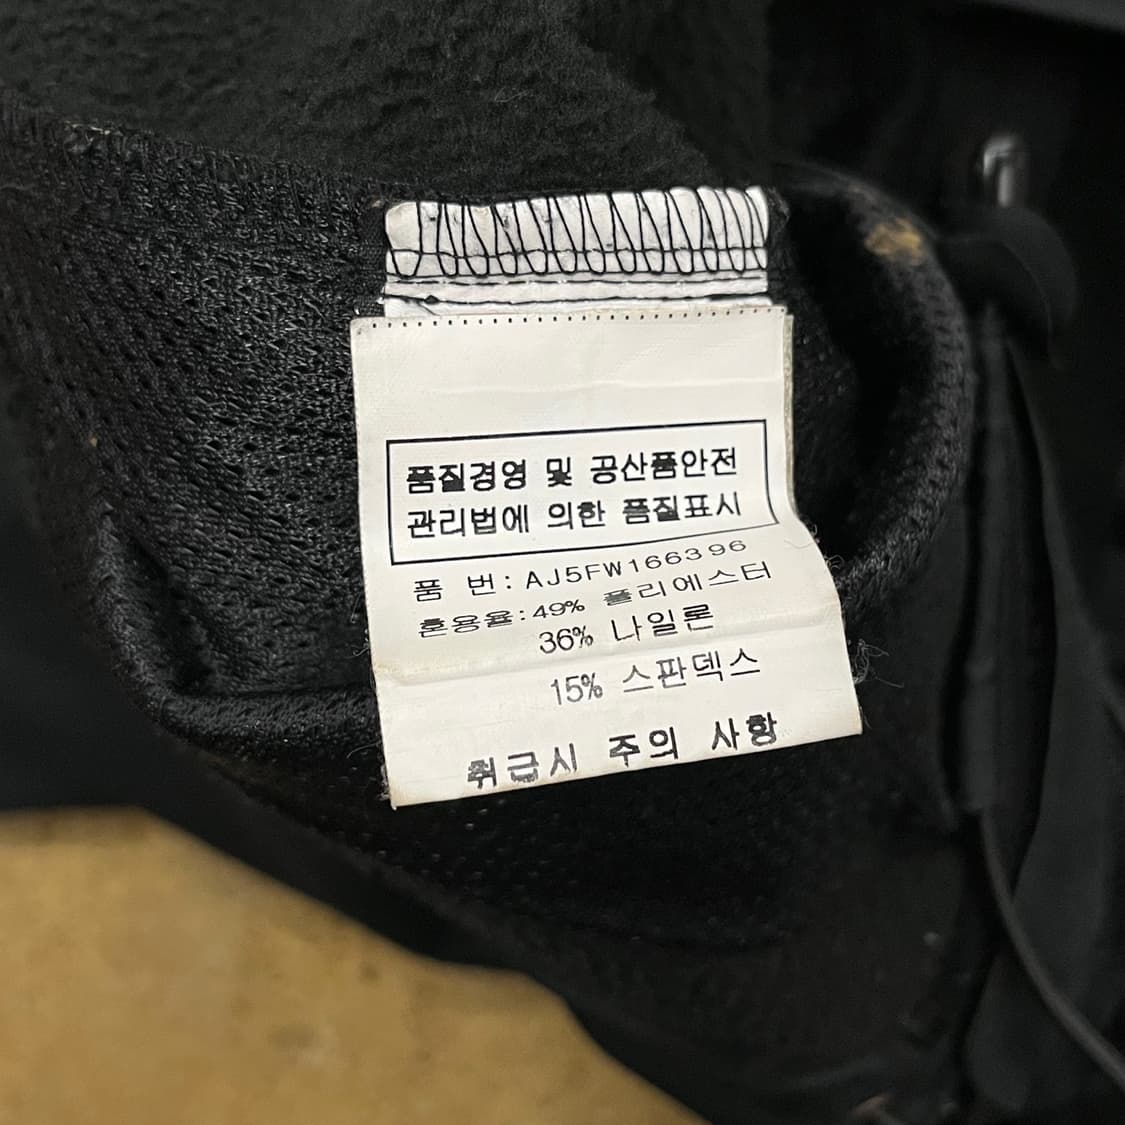 품질경영 및 공산품안전
관리법에 의한 품질표시
품 번: AJ5FW166396
혼용율: 49% 폴리에스터
36% 나일론
15% 스판덱스
취급시 주의 사항